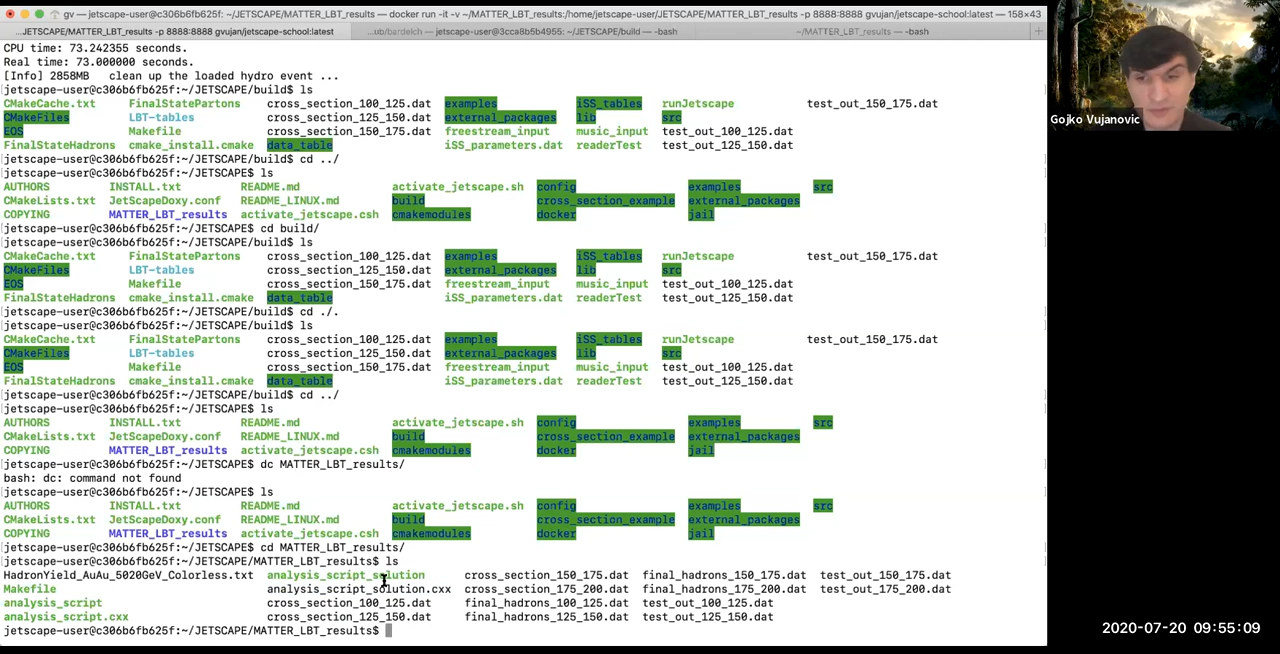 gv — jetscape-user@c306b6fb625f: ~/JETSCAPE/MATTER_LBT_results — docker run -it -v ~/MATTER_LBT_results:/home/jetscape-user/JETSCAPE/MATTER_LBT_results -p 8888:8888 gvujan/jetscape-school:latest — 158×43
...JETSCAPE/MATTER_LBT_results -p 8888:8888 gvujan/jetscape-school:latest ...ub/bardelch — jetscape-user@3cca8b5b4955: ~/JETSCAPE/build — -bash ~/MATTER_LBT_results — -bash +
CPU time: 73.242355 seconds.
Real time: 73.000000 seconds.
[Info] 2858MB   clean up the loaded hydro event ...
jetscape-user@c306b6fb625f:~/JETSCAPE/build$ ls
CMakeCache.txt FinalStatePartons cross_section_100_125.dat examples iSS_tables runJetscape test_out_150_175.dat
CMakeFiles LBT-tables cross_section_125_150.dat external_packages lib src
EOS Makefile cross_section_150_175.dat freestream_input music_input test_out_100_125.dat
FinalStateHadrons cmake_install.cmake data_table iSS_parameters.dat readerTest test_out_125_150.dat
jetscape-user@c306b6fb625f:~/JETSCAPE/build$ cd ../
jetscape-user@c306b6fb625f:~/JETSCAPE$ ls
AUTHORS INSTALL.txt README.md activate_jetscape.sh config examples src
CMakeLists.txt JetScapeDoxy.conf README_LINUX.md build cross_section_example external_packages
COPYING MATTER_LBT_results activate_jetscape.csh cmakemodules docker jail
jetscape-user@c306b6fb625f:~/JETSCAPE$ cd build/
jetscape-user@c306b6fb625f:~/JETSCAPE/build$ ls
CMakeCache.txt FinalStatePartons cross_section_100_125.dat examples iSS_tables runJetscape test_out_150_175.dat
CMakeFiles LBT-tables cross_section_125_150.dat external_packages lib src
EOS Makefile cross_section_150_175.dat freestream_input music_input test_out_100_125.dat
FinalStateHadrons cmake_install.cmake data_table iSS_parameters.dat readerTest test_out_125_150.dat
jetscape-user@c306b6fb625f:~/JETSCAPE/build$ cd ./.
jetscape-user@c306b6fb625f:~/JETSCAPE/build$ ls
CMakeCache.txt FinalStatePartons cross_section_100_125.dat examples iSS_tables runJetscape test_out_150_175.dat
CMakeFiles LBT-tables cross_section_125_150.dat external_packages lib src
EOS Makefile cross_section_150_175.dat freestream_input music_input test_out_100_125.dat
FinalStateHadrons cmake_install.cmake data_table iSS_parameters.dat readerTest test_out_125_150.dat
jetscape-user@c306b6fb625f:~/JETSCAPE/build$ cd ../
jetscape-user@c306b6fb625f:~/JETSCAPE$ ls
AUTHORS INSTALL.txt README.md activate_jetscape.sh config examples src
CMakeLists.txt JetScapeDoxy.conf README_LINUX.md build cross_section_example external_packages
COPYING MATTER_LBT_results activate_jetscape.csh cmakemodules docker jail
jetscape-user@c306b6fb625f:~/JETSCAPE$ dc MATTER_LBT_results/
bash: dc: command not found
jetscape-user@c306b6fb625f:~/JETSCAPE$ ls
AUTHORS INSTALL.txt README.md activate_jetscape.sh config examples src
CMakeLists.txt JetScapeDoxy.conf README_LINUX.md build cross_section_example external_packages
COPYING MATTER_LBT_results activate_jetscape.csh cmakemodules docker jail
jetscape-user@c306b6fb625f:~/JETSCAPE$ cd MATTER_LBT_results/
jetscape-user@c306b6fb625f:~/JETSCAPE/MATTER_LBT_results$ ls
HadronYield_AuAu_5020GeV_Colorless.txt analysis_script_solution cross_section_150_175.dat final_hadrons_150_175.dat test_out_150_175.dat
Makefile analysis_script_solution.cxx cross_section_175_200.dat final_hadrons_175_200.dat test_out_175_200.dat
analysis_script cross_section_100_125.dat final_hadrons_100_125.dat test_out_100_125.dat
analysis_script.cxx cross_section_125_150.dat final_hadrons_125_150.dat test_out_125_150.dat
jetscape-user@c306b6fb625f:~/JETSCAPE/MATTER_LBT_results$
Gojko Vujanovic
2020-07-20 09:55:09